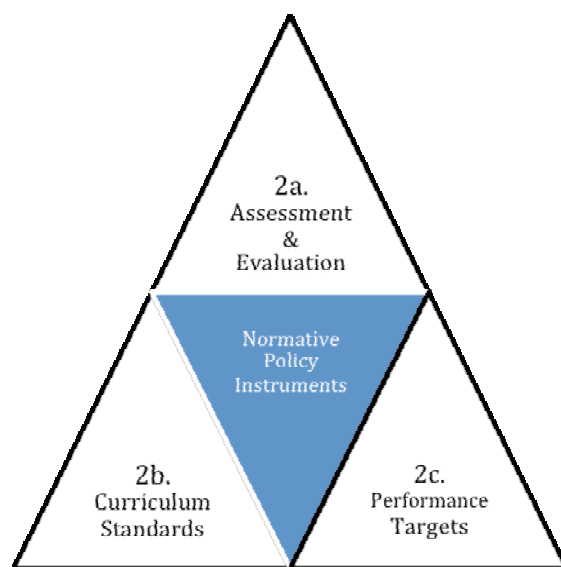 2a.
Assessment
&
Evaluation
Normative
Policy
Instruments
2b.
Curriculum
Standards
2c.
Performance
Targets